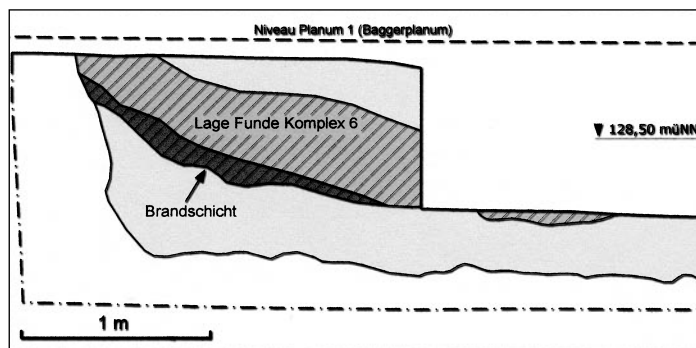 Niveau Planum 1 (Baggerplanum)
Lage Funde Komplex 6
128,50 müNN
Brandschicht
1 m